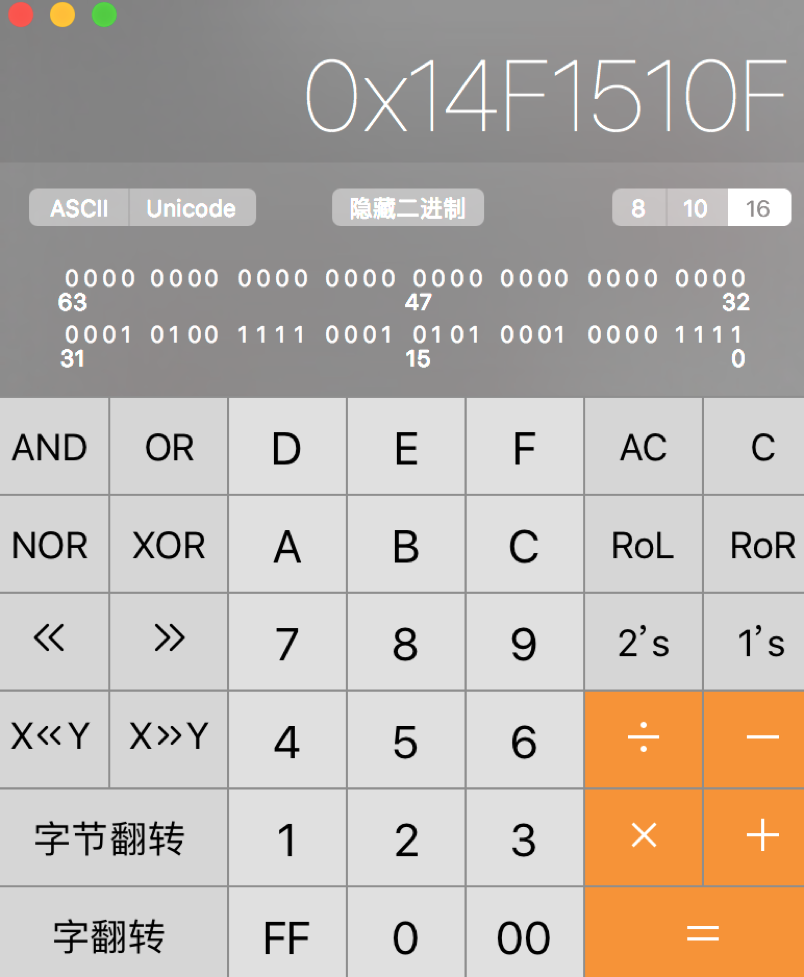 0x14F1510F
ASCII Unicode 隐藏二进制 8 10 16
0000 0000 0000 0000 0000 0000 0000 0000
63 47 32
0001 0100 1111 0001 0101 0001 0000 1111
31 15 0
AND OR D E F AC C
NOR XOR A B C RoL RoR
« » 7 8 9 2's 1's
X«Y X»Y 4 5 6 ÷ −
字节翻转 1 2 3 × +
字翻转 FF 0 00 =